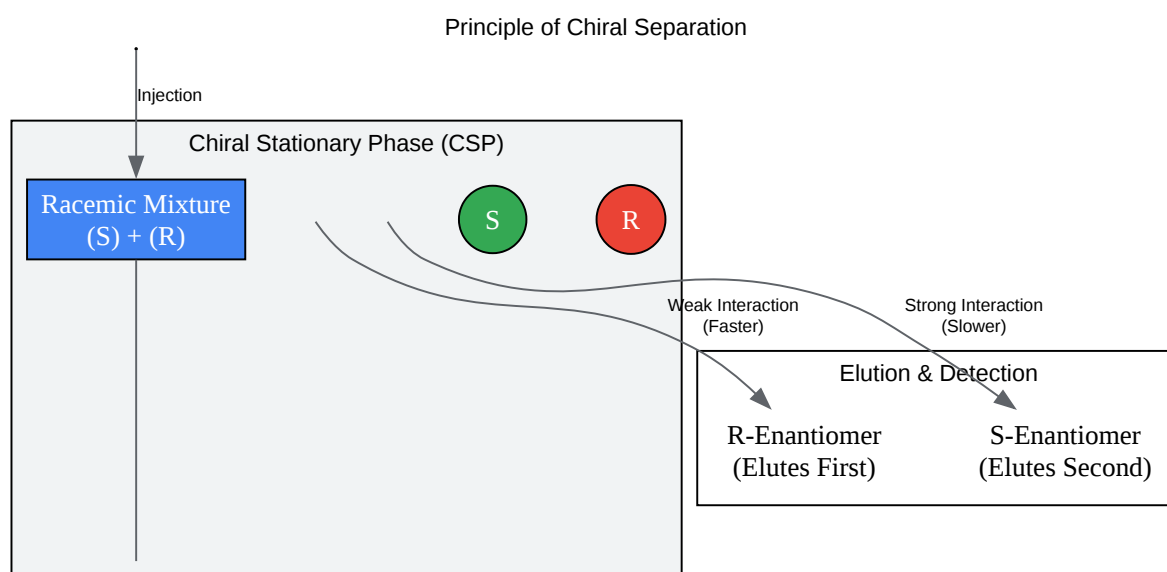 Principle of Chiral Separation
Injection
Chiral Stationary Phase (CSP)
Racemic Mixture
(S) + (R)
S
R
Weak Interaction
(Faster)
Strong Interaction
(Slower)
Elution & Detection
R-Enantiomer
(Elutes First)
S-Enantiomer
(Elutes Second)